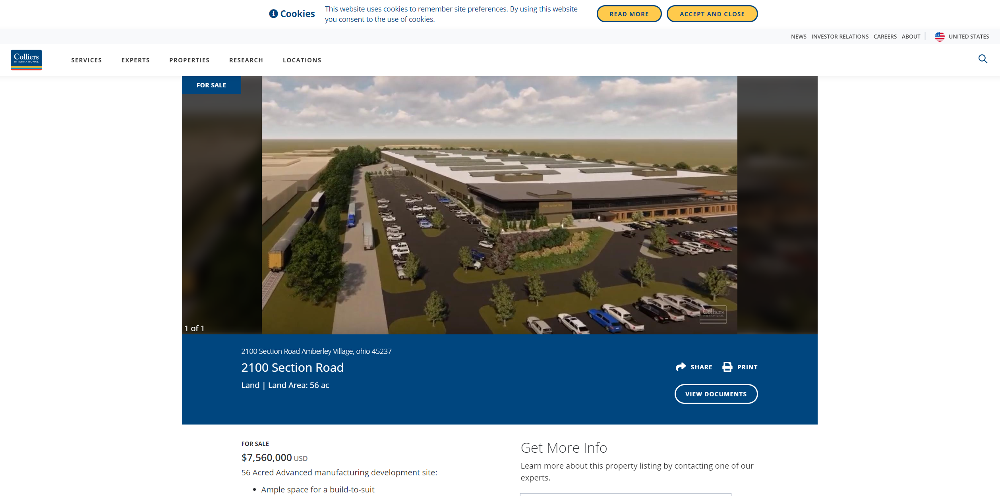 Cookies
This website uses cookies to remember site preferences. By using this website
you consent to the use of cookies.
READ MORE
ACCEPT AND CLOSE
NEWS INVESTOR RELATIONS CAREERS ABOUT UNITED STATES
Colliers
INTERNATIONAL
SERVICES EXPERTS PROPERTIES RESEARCH LOCATIONS
FOR SALE
Colliers
INTERNATIONAL
1 of 1
2100 Section Road Amberley Village, ohio 45237
2100 Section Road
Land | Land Area: 56 ac
SHARE
PRINT
VIEW DOCUMENTS
FOR SALE
$7,560,000 USD
56 Acred Advanced manufacturing development site:
• Ample space for a build-to-suit
Get More Info
Learn more about this property listing by contacting one of our
experts.